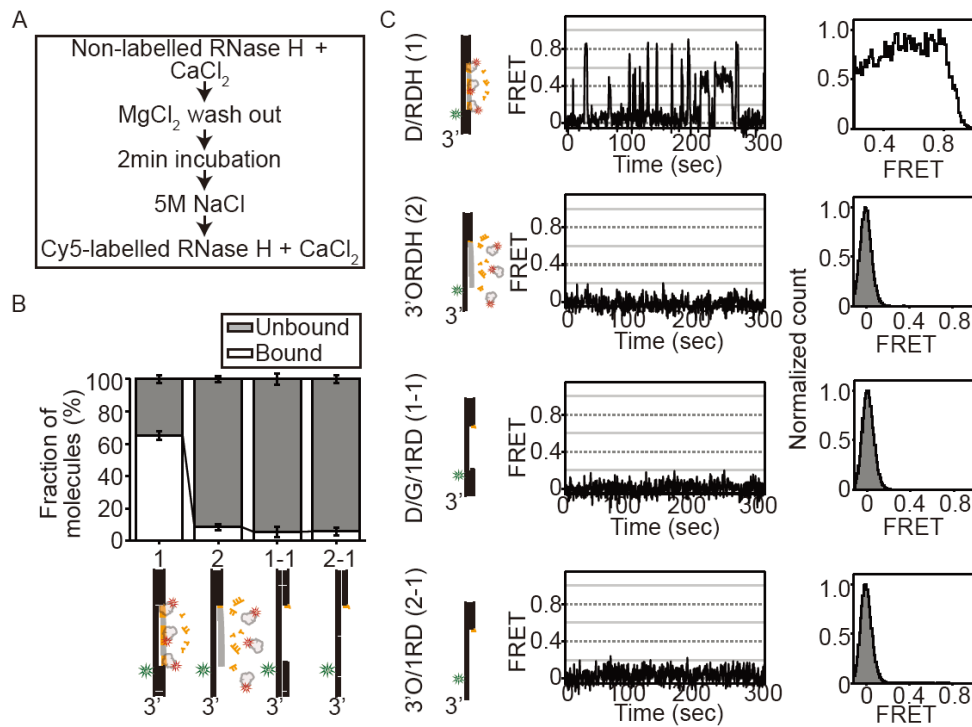 A
Non-labelled RNase H +
CaCl2
MgCl2 wash out
2min incubation
5M NaCl
Cy5-labelled RNase H + CaCl2
B
Unbound
Bound
Fraction of
molecules (%)
100
80
60
40
20
0
1 2 1-1 2-1
3' 3' 3' 3'
C
D/RDH (1)
3'
FRET
0.8
0.4
0
0 100 200 300
Time (sec)
1.0
0.5
0
0.4 0.8
FRET
3'ORDH (2)
3'
FRET
0.8
0.4
0
0 100 200 300
Time (sec)
Normalized count
1.0
0.5
0
0 0.4 0.8
FRET
D/G/1RD (1-1)
3'
FRET
0.8
0.4
0
0 100 200 300
Time (sec)
1.0
0.5
0
0 0.4 0.8
FRET
3'O/1RD (2-1)
3'
FRET
0.8
0.4
0
0 100 200 300
Time (sec)
1.0
0.5
0
0 0.4 0.8
FRET